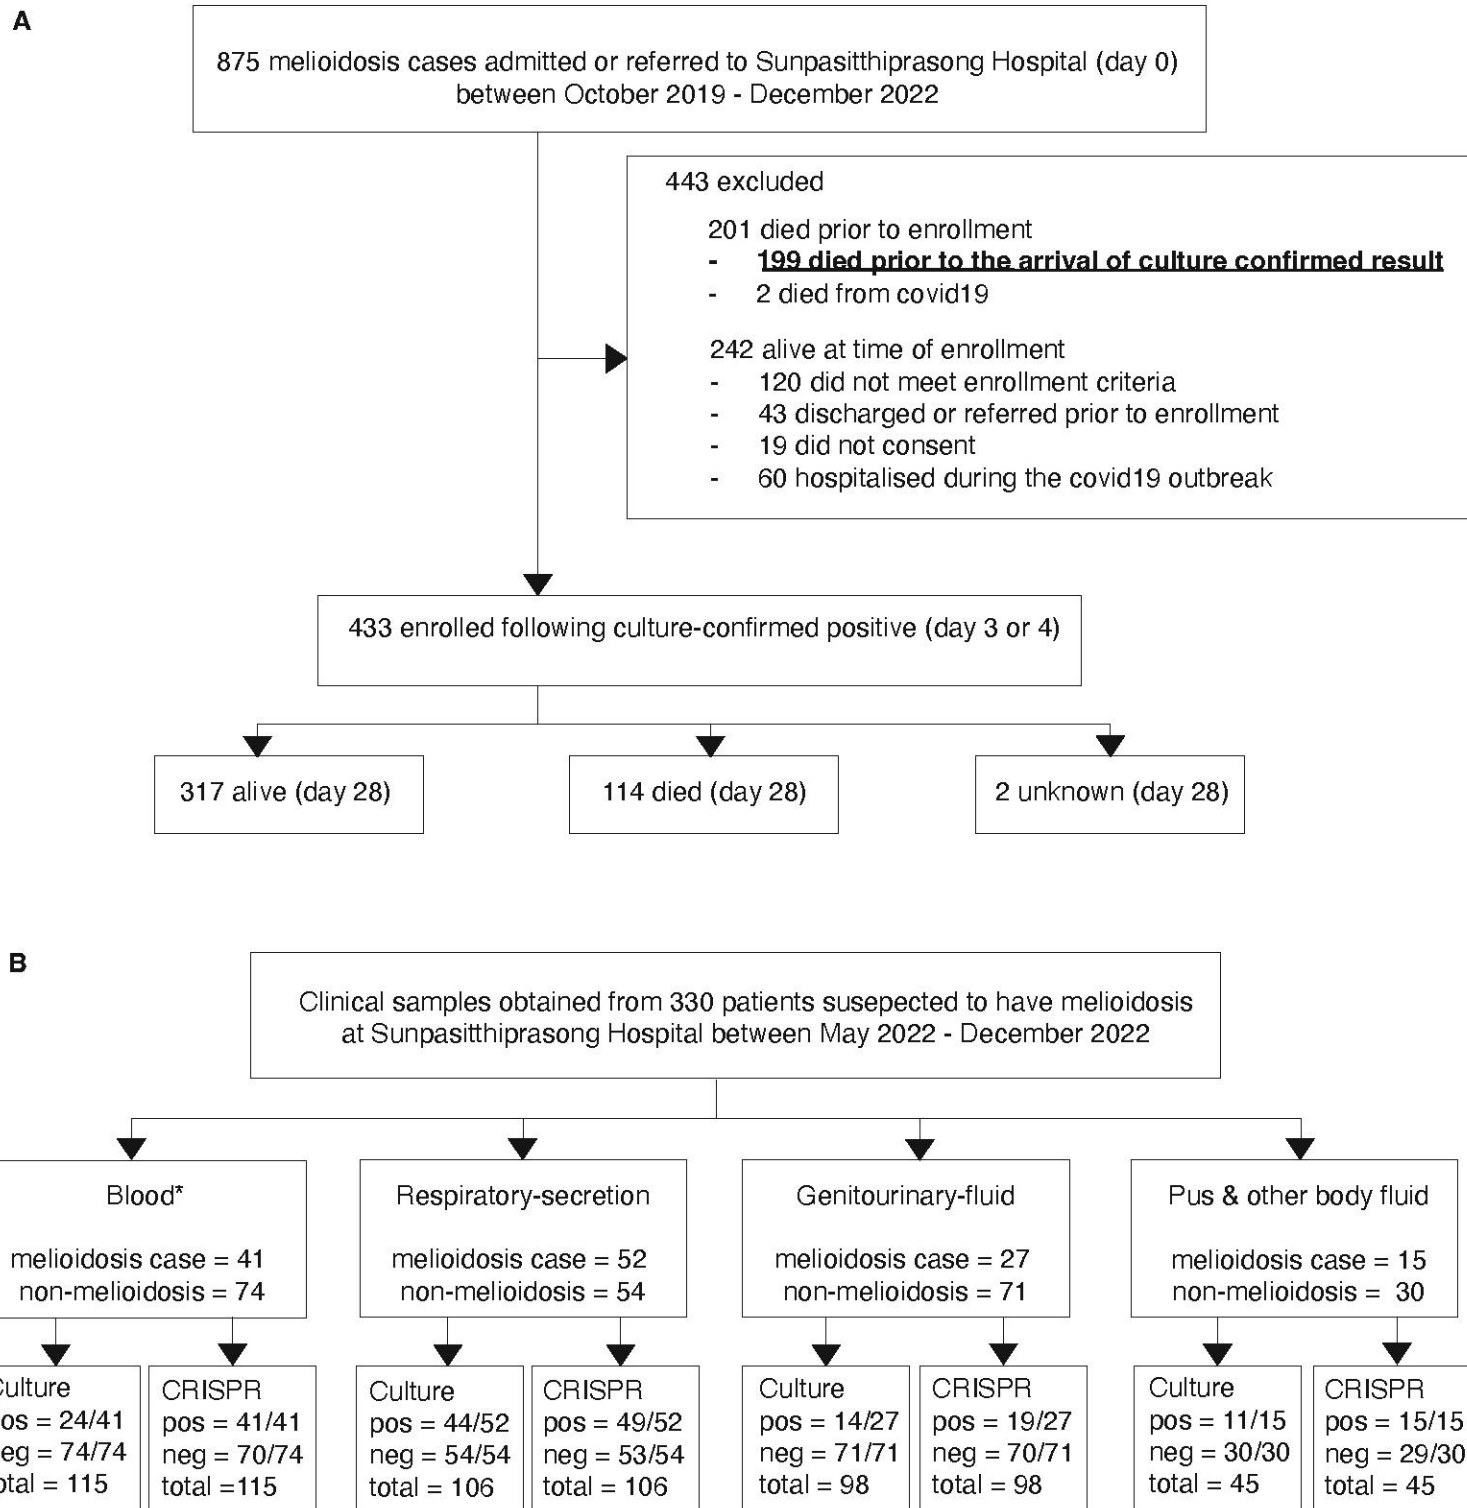 A
875 melioidosis cases admitted or referred to Sunpasitthiprasong Hospital (day 0)
between October 2019 - December 2022
443 excluded
201 died prior to enrollment
- 199 died prior to the arrival of culture confirmed result
- 2 died from covid19
242 alive at time of enrollment
- 120 did not meet enrollment criteria
- 43 discharged or referred prior to enrollment
- 19 did not consent
- 60 hospitalised during the covid19 outbreak
433 enrolled following culture-confirmed positive (day 3 or 4)
317 alive (day 28)
114 died (day 28)
2 unknown (day 28)
B
Clinical samples obtained from 330 patients susepected to have melioidosis
at Sunpasitthiprasong Hospital between May 2022 - December 2022
Blood*
melioidosis case = 41
non-melioidosis = 74
Respiratory-secretion
melioidosis case = 52
non-melioidosis = 54
Genitourinary-fluid
melioidosis case = 27
non-melioidosis = 71
Pus & other body fluid
melioidosis case = 15
non-melioidosis = 30
Culture
pos = 24/41
neg = 74/74
total = 115
CRISPR
pos = 41/41
neg = 70/74
total =115
Culture
pos = 44/52
neg = 54/54
total = 106
CRISPR
pos = 49/52
neg = 53/54
total = 106
Culture
pos = 14/27
neg = 71/71
total = 98
CRISPR
pos = 19/27
neg = 70/71
total = 98
Culture
pos = 11/15
neg = 30/30
total = 45
CRISPR
pos = 15/15
neg = 29/30
total = 45